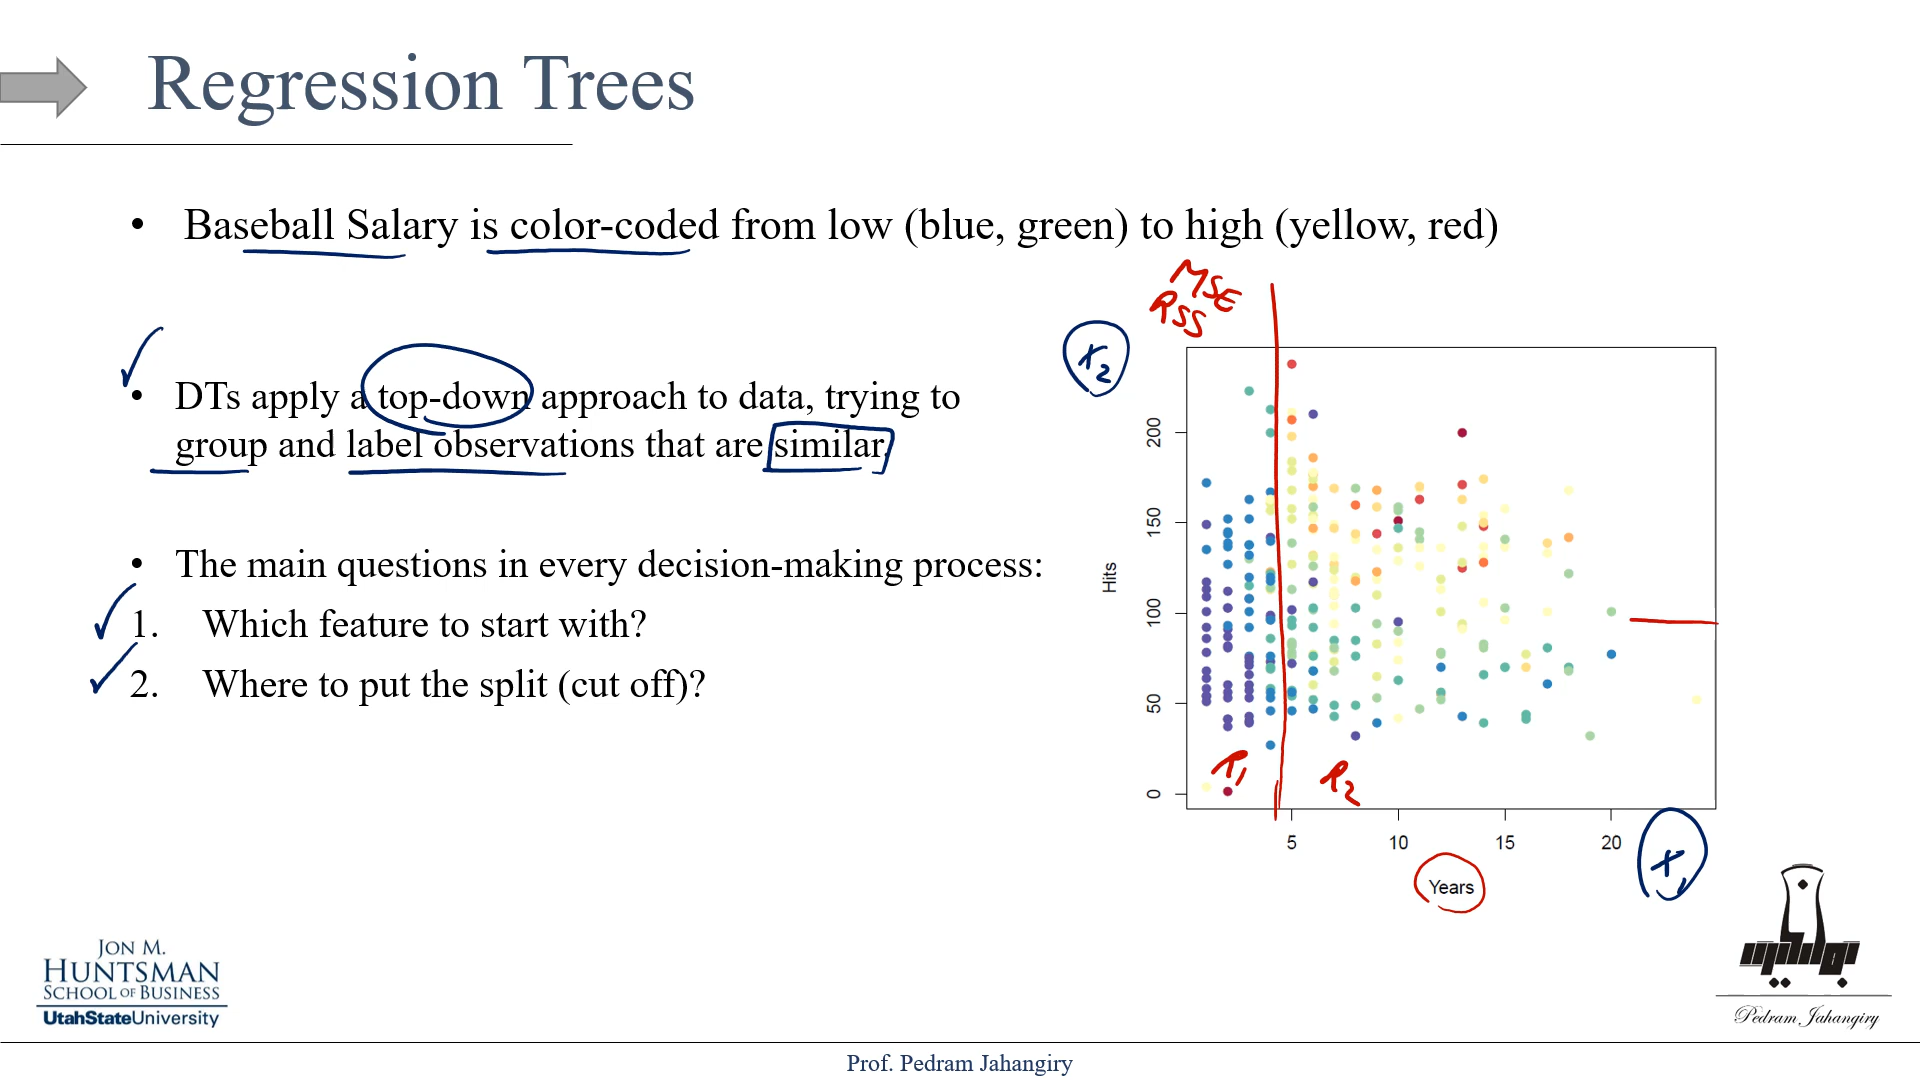 Regression Trees
• Baseball Salary is color-coded from low (blue, green) to high (yellow, red)
MSE
RSS
x2
• DTs apply a top-down approach to data, trying to
group and label observations that are similar.
• The main questions in every decision-making process:
1. Which feature to start with?
2. Where to put the split (cut off)?
Hits
200
150
100
50
0
R1
R2
5 10 15 20
Years
x1
JON M.
HUNTSMAN
SCHOOL OF BUSINESS
UtahStateUniversity
Pedram Jahangiry
Prof. Pedram Jahangiry